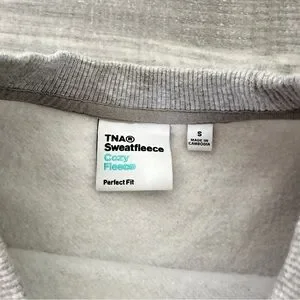 TNA®
Sweatfleece
Cozy
Fleece
Perfect Fit
S
MADE IN
CAMBODIA